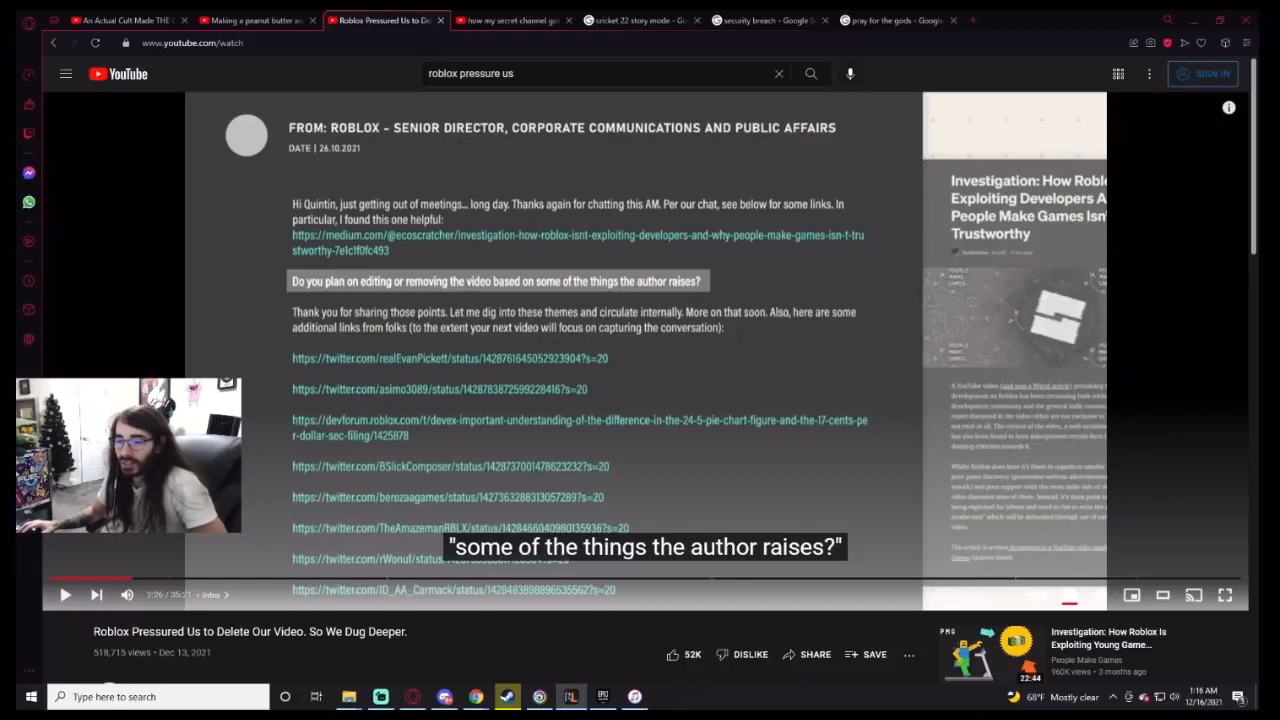 An Actual Cult Made THE
Making a peanut butter ar
Roblox Pressured Us to De
how my secret channel go
cricket 22 story mode - Go
security breach - Google S
pray for the gods - Google
www.youtube.com/watch
YouTube
roblox pressure us
SIGN IN
FROM: ROBLOX - SENIOR DIRECTOR, CORPORATE COMMUNICATIONS AND PUBLIC AFFAIRS
DATE | 26.10.2021
Hi Quintin, just getting out of meetings... long day. Thanks again for chatting this AM. Per our chat, see below for some links. In
particular, I found this one helpful:
https://medium.com/@ecoscratcher/investigation-how-roblox-isnt-exploiting-developers-and-why-people-make-games-isn-t-tru
stworthy-7e1c1f0fc493
Do you plan on editing or removing the video based on some of the things the author raises?
Thank you for sharing those points. Let me dig into these themes and circulate internally. More on that soon. Also, here are some
additional links from folks (to the extent your next video will focus on capturing the conversation):
https://twitter.com/realEvanPickett/status/1428761645052923904?s=20
https://twitter.com/asimo3089/status/1428783872599228416?s=20
.com/t/devex-important-understanding-of-the-difference-in-the-24-5-pie-chart-figure-and-the-17-cents-pe
r-dollar-sec-filing/1425878
https://twitter.com/BSlickComposer/status/1428737001478623232?s=20
https://twitter.com/berezaagames/status/1427363288313057289?s=20
https://twitter.com/TheAmazemanRBLX/status/1428466040980135936?s=20
https://twitter.com/rWonuf/status
https://twitter.com/ID_AA_Carmack/status/1428483898896535562?s=20
Investigation: How Roblo
Exploiting Developers A
People Make Games Isn'
Trustworthy
"some of the things the author raises?"
2:26 / 35:21 • Intro
Roblox Pressured Us to Delete Our Video. So We Dug Deeper.
518,715 views • Dec 13, 2021
52K
DISLIKE
SHARE
SAVE
PMG
22:44
Investigation: How Roblox Is
Exploiting Young Game...
People Make Games
960K views • 3 months ago
Type here to search
68°F Mostly clear
1:16 AM
12/16/2021